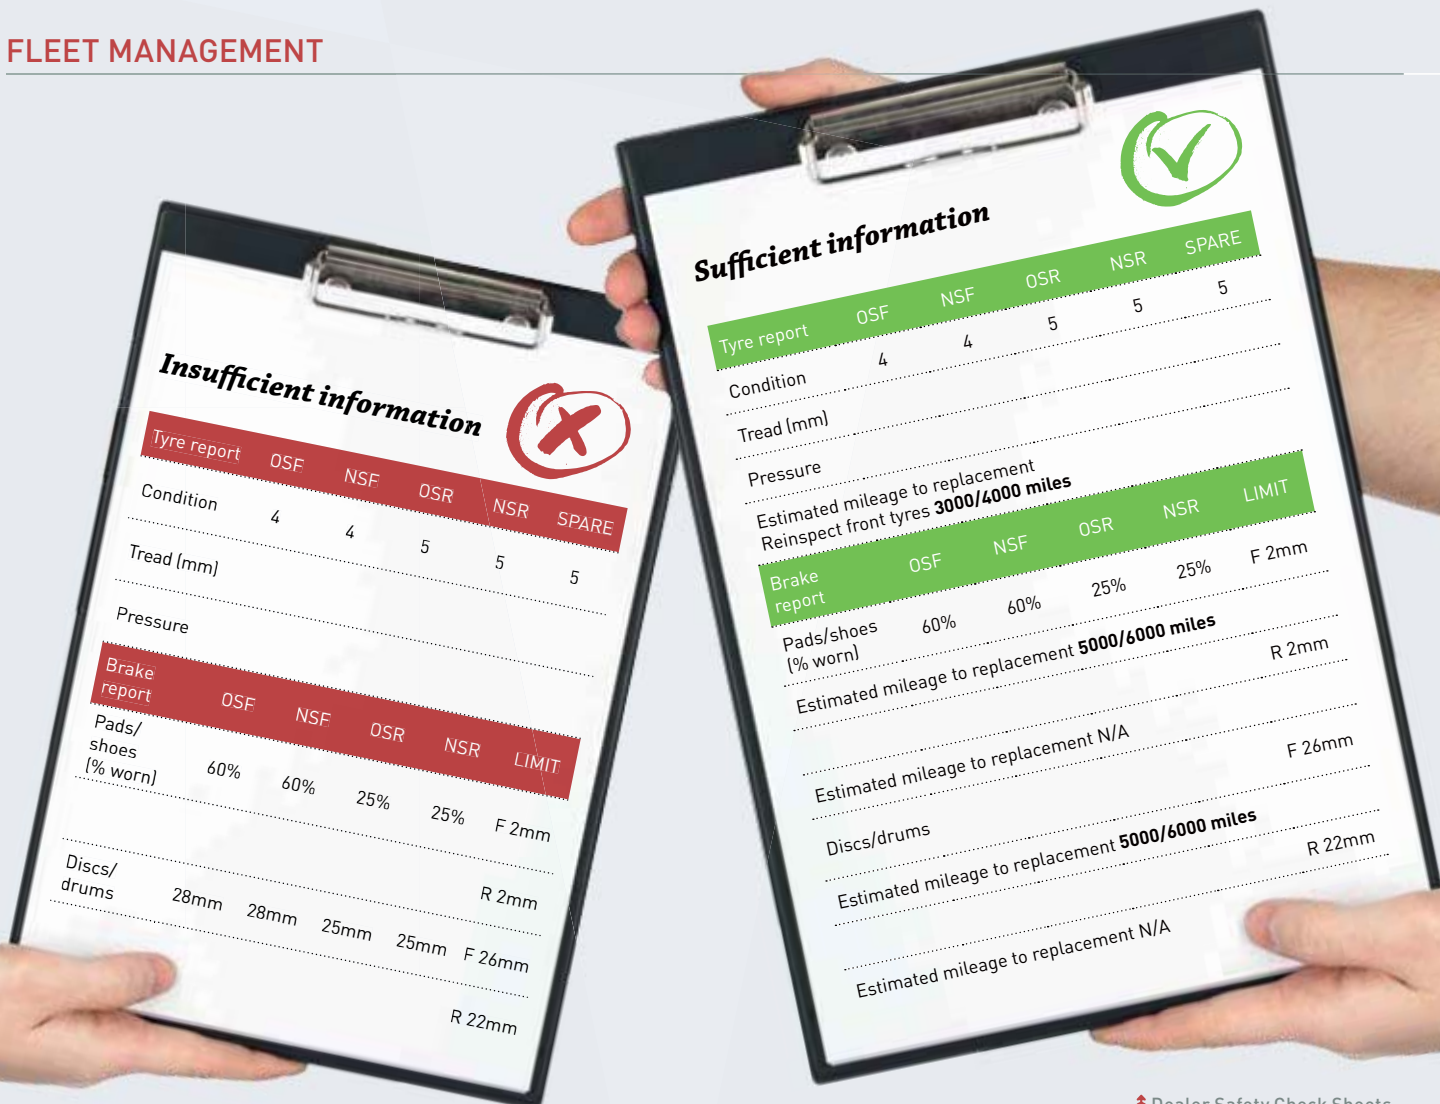 FLEET MANAGEMENT
Insufficient information
Tyre report OSF NSF OSR NSR SPARE
Condition 4 4 5 5 5
Tread (mm)
Pressure
Brake
report OSF NSF OSR NSR LIMIT
Pads/
shoes
(% worn) 60% 60% 25% 25% F 2mm
R 2mm
Discs/
drums 28mm 28mm 25mm 25mm F 26mm
R 22mm
Sufficient information
Tyre report OSF NSF OSR NSR SPARE
Condition 4 4 5 5 5
Tread (mm)
Pressure
Estimated mileage to replacement
Reinspect front tyres 3000/4000 miles
Brake
report OSF NSF OSR NSR LIMIT
Pads/shoes
(% worn) 60% 60% 25% 25% F 2mm
Estimated mileage to replacement 5000/6000 miles
R 2mm
Estimated mileage to replacement N/A
Discs/drums F 26mm
Estimated mileage to replacement 5000/6000 miles
R 22mm
Estimated mileage to replacement N/A
Dealer Safety Check Sheets